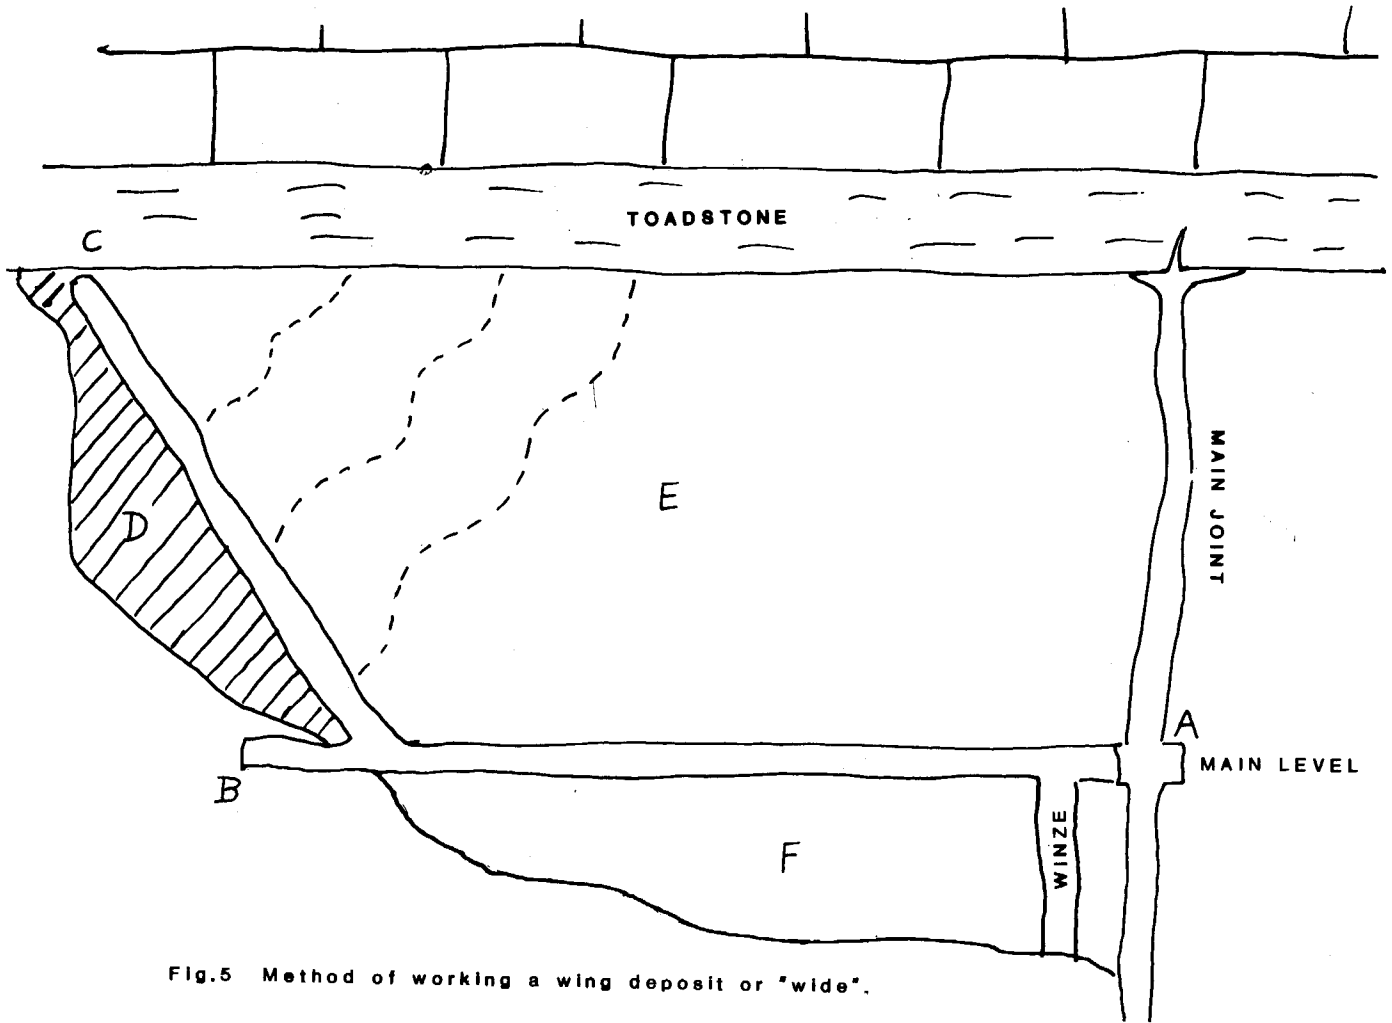 TOADSTONE
C
MAIN JOINT
E
D
A
MAIN LEVEL
B
WINZE
F
Fig.5 Method of working a wing deposit or "wide".